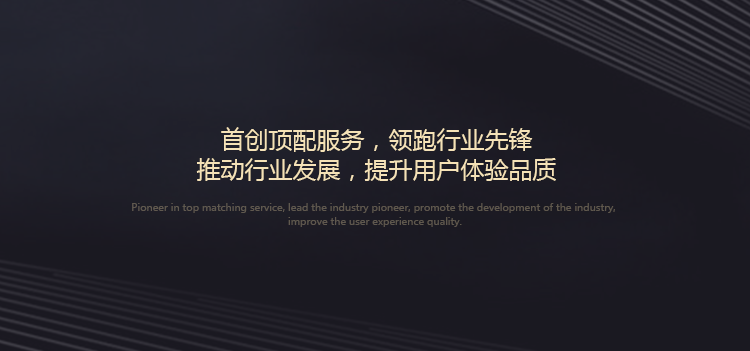 首创顶配服务，领跑行业先锋
推动行业发展，提升用户体验品质
Pioneer in top matching service, lead the industry pioneer, promote the development of the industry,
improve the user experience quality.